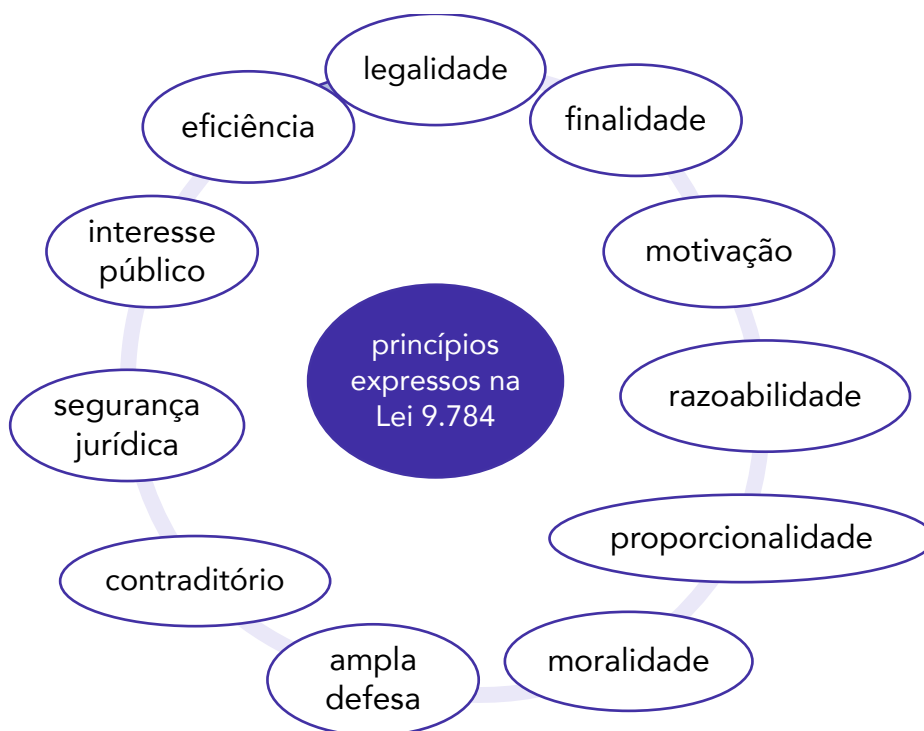 legalidade
finalidade
motivação
razoabilidade
proporcionalidade
moralidade
ampla
defesa
contraditório
segurança
jurídica
interesse
público
eficiência
princípios
expressos na
Lei 9.784